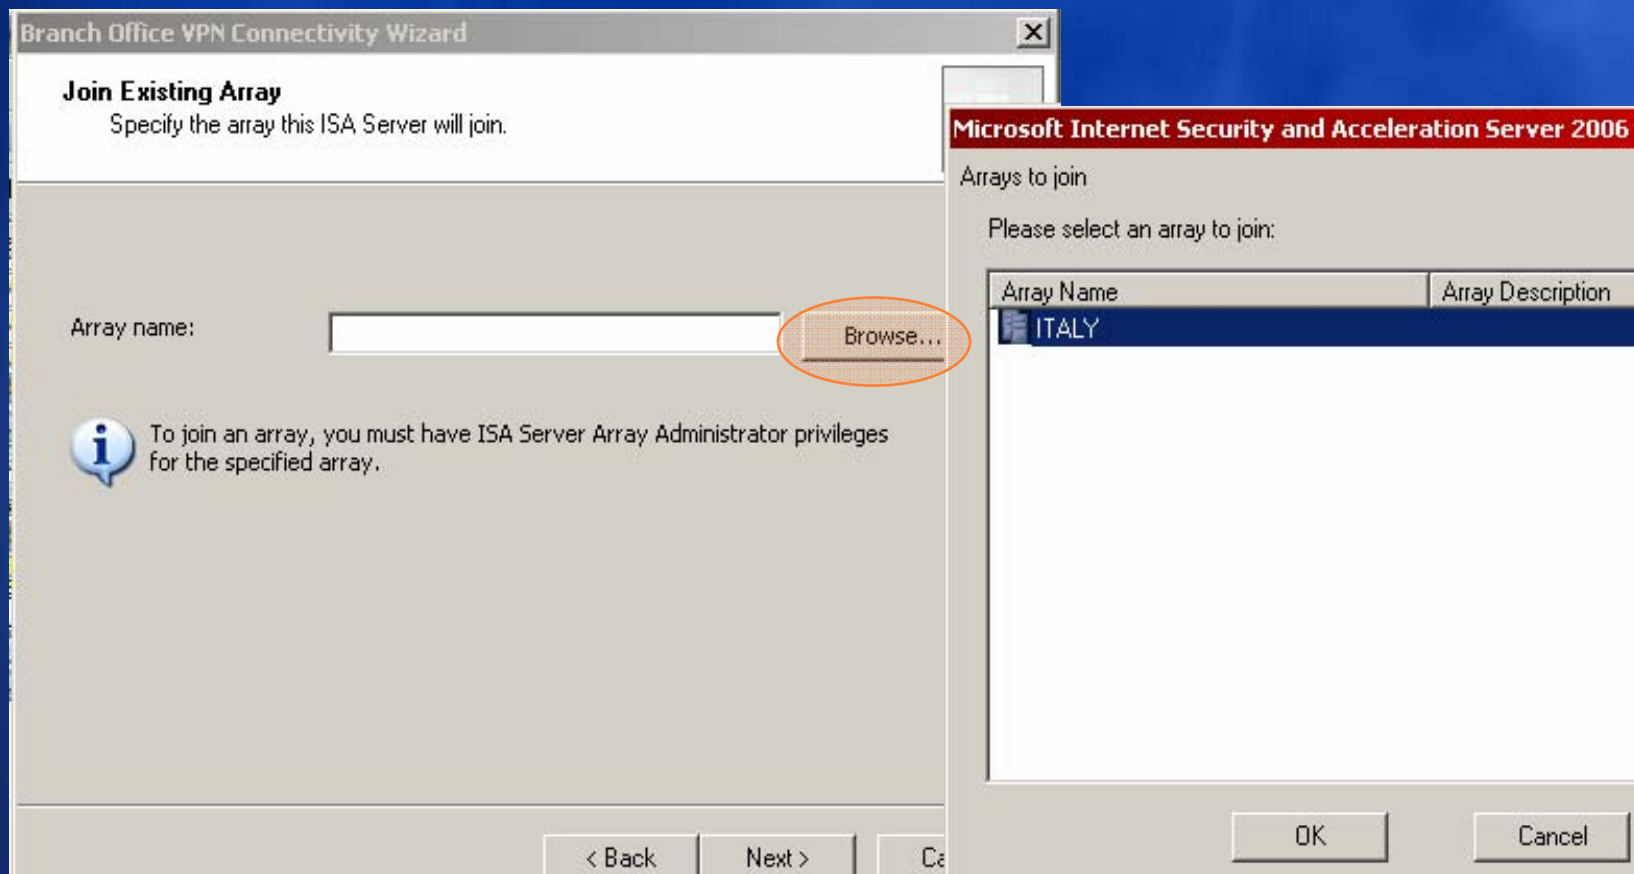 Branch Office VPN Connectivity Wizard
Join Existing Array
Specify the array this ISA Server will join.
Array name:
Browse...
To join an array, you must have ISA Server Array Administrator privileges
for the specified array.
< Back
Next >
Ca
Microsoft Internet Security and Acceleration Server 2006
Arrays to join
Please select an array to join:
Array Name
Array Description
ITALY
OK
Cancel